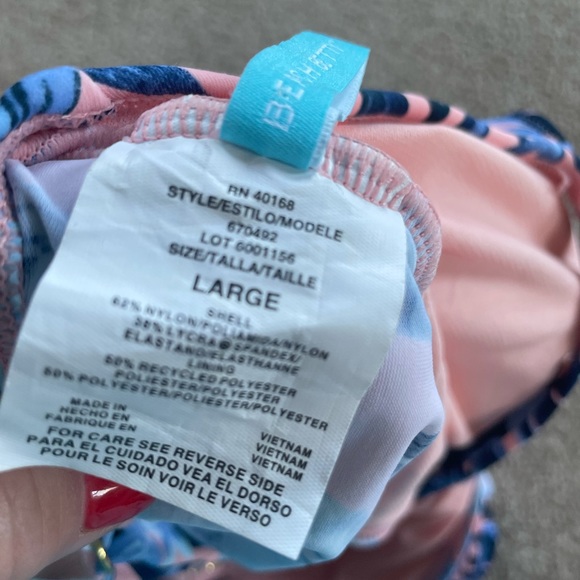 RN 40168
STYLE/ESTILO/MODELE
670492
LOT 0001156
SIZE/TALLA/TAILLE
LARGE
SHELL
62% NYLON/POLIAMIDA/NYLON
38% LYCRA® SPANDEX/
ELASTANO/ELASTHANNE
LINING
50% RECYCLED POLYESTER
POLIESTER/POLYESTER
50% POLYESTER/POLIESTER/POLYESTER
MADE IN VIETNAM
HECHO EN VIETNAM
FABRIQUE EN VIETNAM
FOR CARE SEE REVERSE SIDE
PARA EL CUIDADO VEA EL DORSO
POUR LE SOIN VOIR LE VERSO